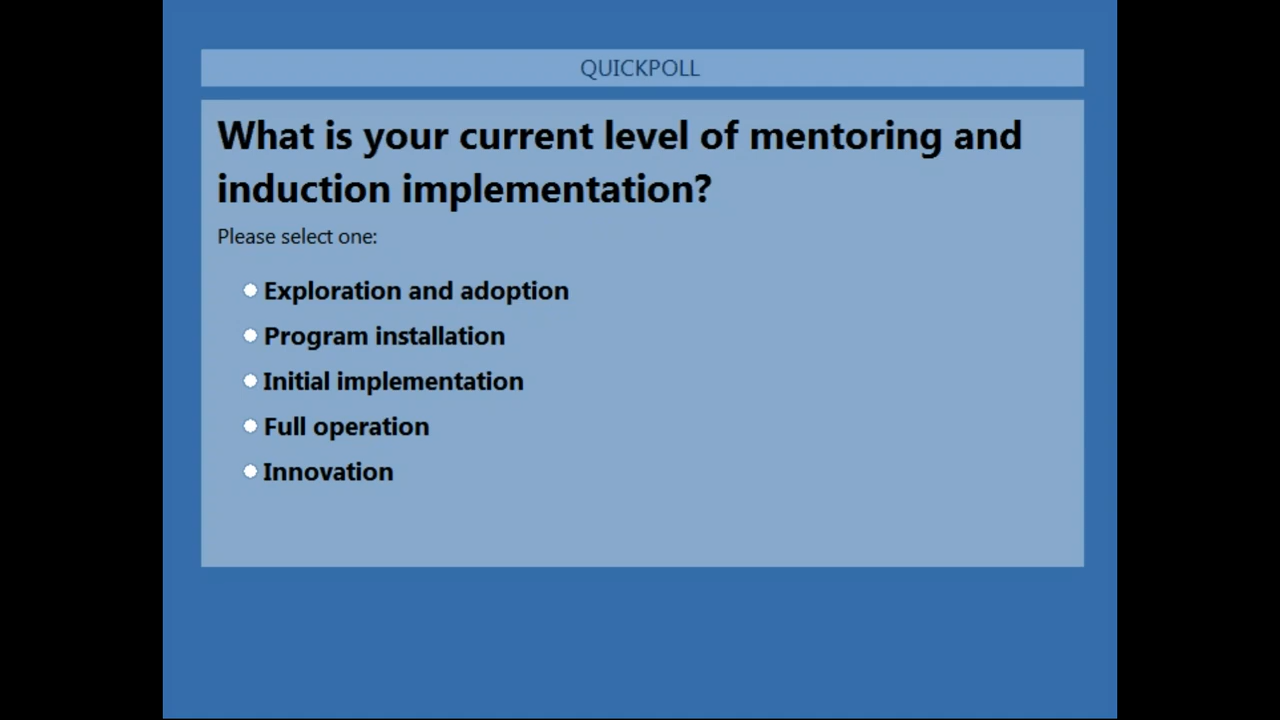 QUICKPOLL
What is your current level of mentoring and
induction implementation?
Please select one:
Exploration and adoption
Program installation
Initial implementation
Full operation
Innovation